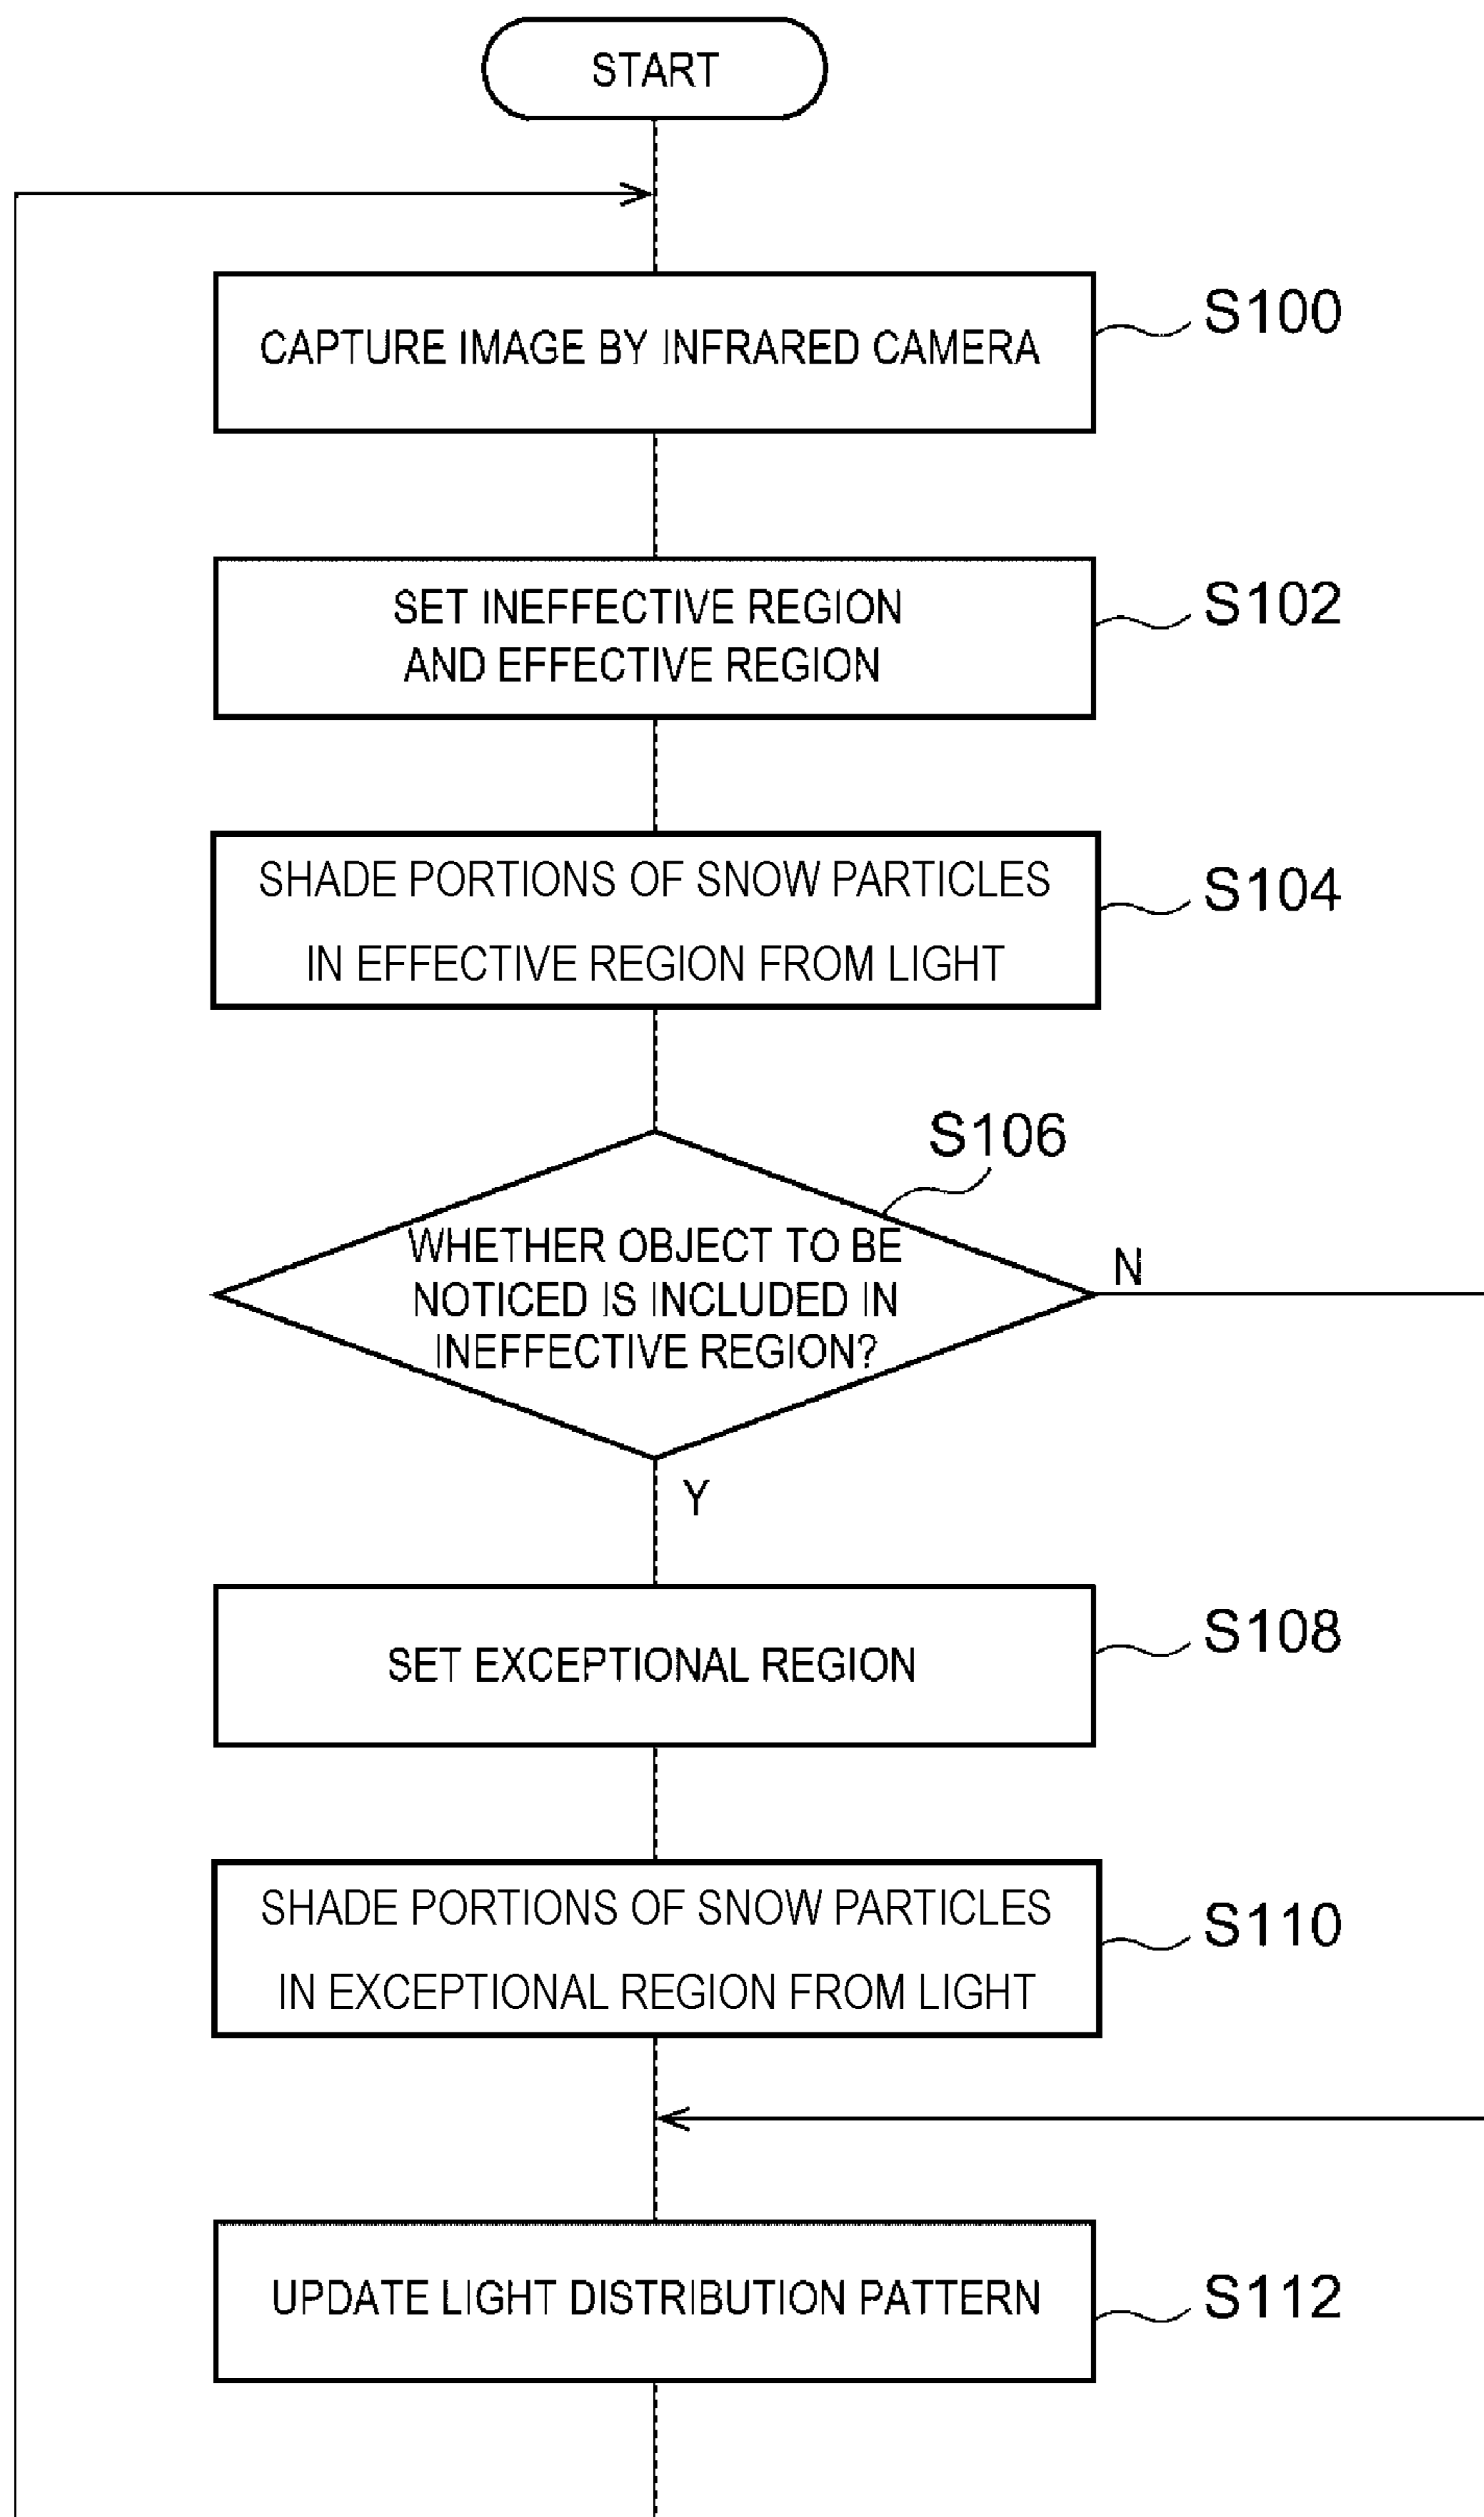 START
CAPTURE IMAGE BY INFRARED CAMERA
S100
SET INEFFECTIVE REGION
AND EFFECTIVE REGION
S102
SHADE PORTIONS OF SNOW PARTICLES
IN EFFECTIVE REGION FROM LIGHT
S104
S106
WHETHER OBJECT TO BE
NOTICED IS INCLUDED IN
INEFFECTIVE REGION?
N
Y
SET EXCEPTIONAL REGION
S108
SHADE PORTIONS OF SNOW PARTICLES
IN EXCEPTIONAL REGION FROM LIGHT
S110
UPDATE LIGHT DISTRIBUTION PATTERN
S112